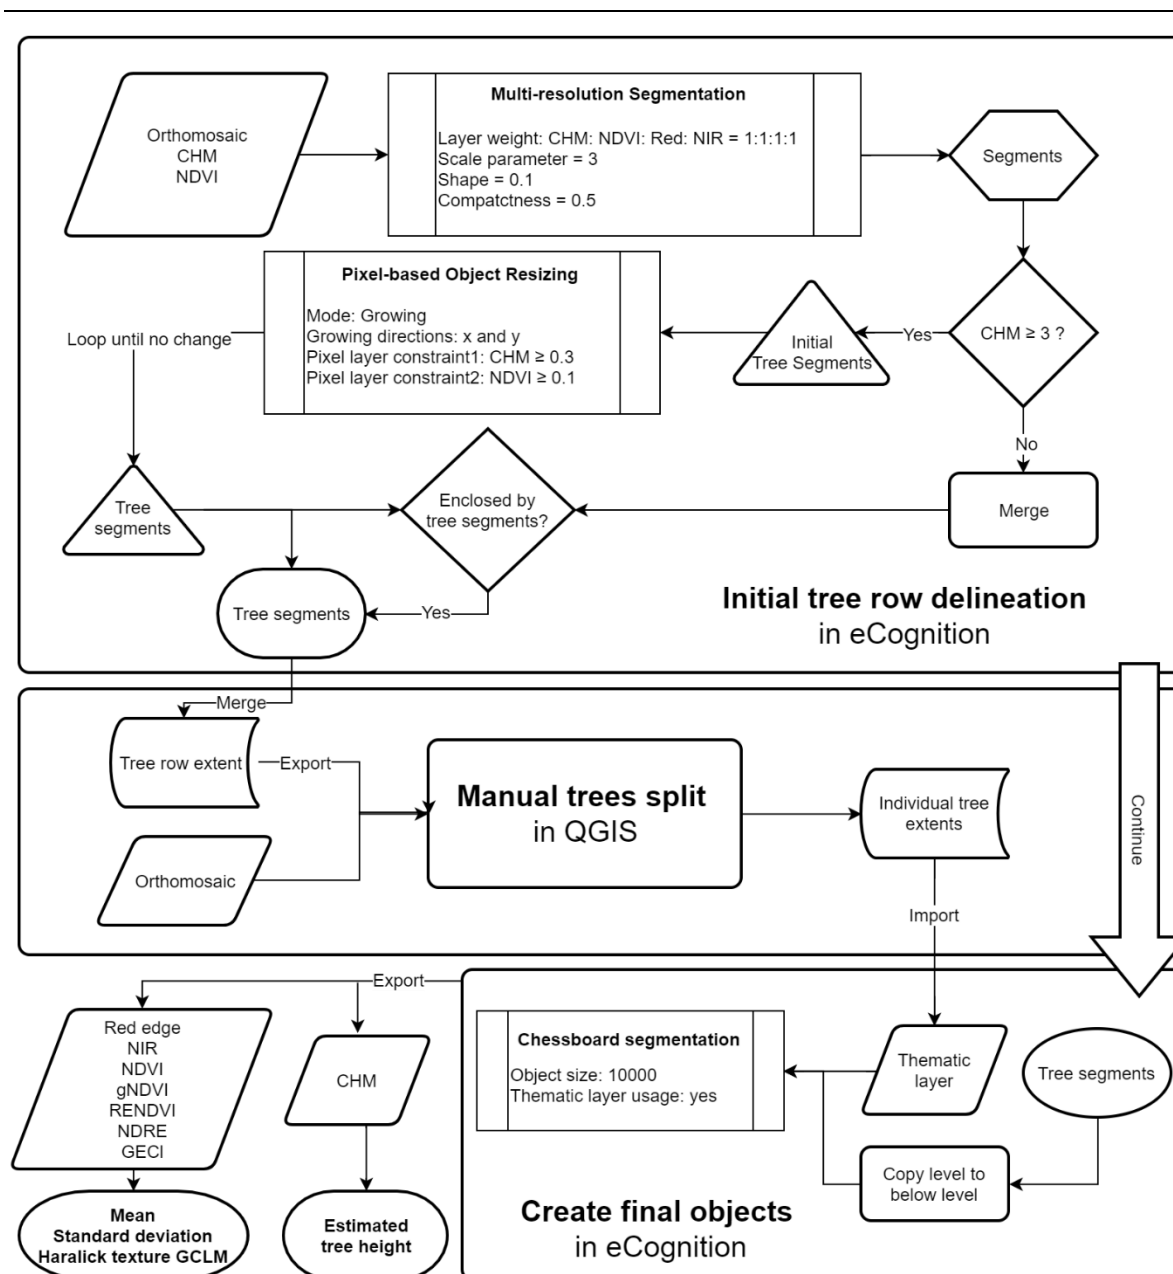 Orthomosaic
CHM
NDVI
Multi-resolution Segmentation
Layer weight: CHM: NDVI: Red: NIR = 1:1:1:1
Scale parameter = 3
Shape = 0.1
Compatctness = 0.5
Segments
Pixel-based Object Resizing
Mode: Growing
Growing directions: x and y
Pixel layer constraint1: CHM ≥ 0.3
Pixel layer constraint2: NDVI ≥ 0.1
Loop until no change
Initial
Tree Segments
Yes
CHM ≥ 3 ?
No
Tree
segments
Enclosed by
tree segments?
Merge
Tree segments
Yes
Initial tree row delineation
in eCognition
Merge
Tree row extent
Export
Orthomosaic
Manual trees split
in QGIS
Individual tree
extents
Import
Continue
Export
Red edge
NIR
NDVI
gNDVI
RENDVI
NDRE
GECI
CHM
Mean
Standard deviation
Haralick texture GCLM
Estimated
tree height
Chessboard segmentation
Object size: 10000
Thematic layer usage: yes
Thematic
layer
Tree segments
Copy level to
below level
Create final objects
in eCognition